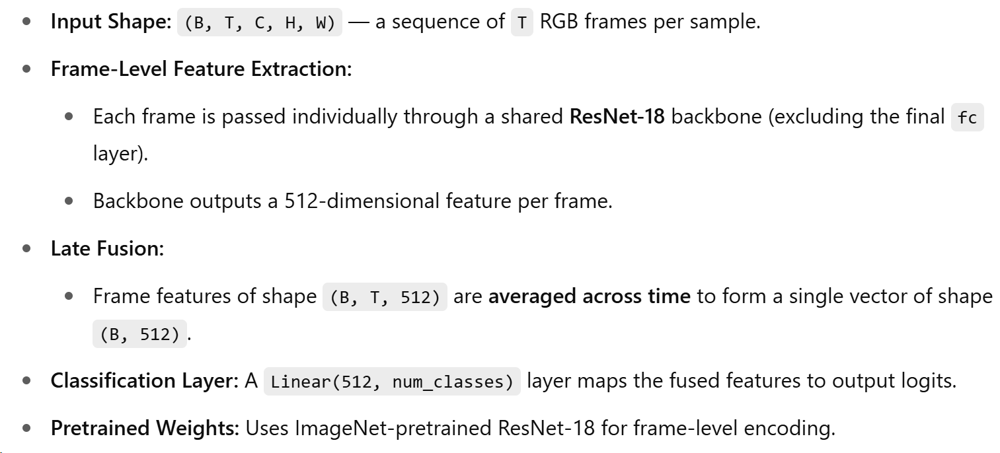 • Input Shape: (B, T, C, H, W) — a sequence of T RGB frames per sample.
• Frame-Level Feature Extraction:
• Each frame is passed individually through a shared ResNet-18 backbone (excluding the final fc
layer).
• Backbone outputs a 512-dimensional feature per frame.
• Late Fusion:
• Frame features of shape (B, T, 512) are averaged across time to form a single vector of shape
(B, 512).
• Classification Layer: A Linear(512, num_classes) layer maps the fused features to output logits.
• Pretrained Weights: Uses ImageNet-pretrained ResNet-18 for frame-level encoding.